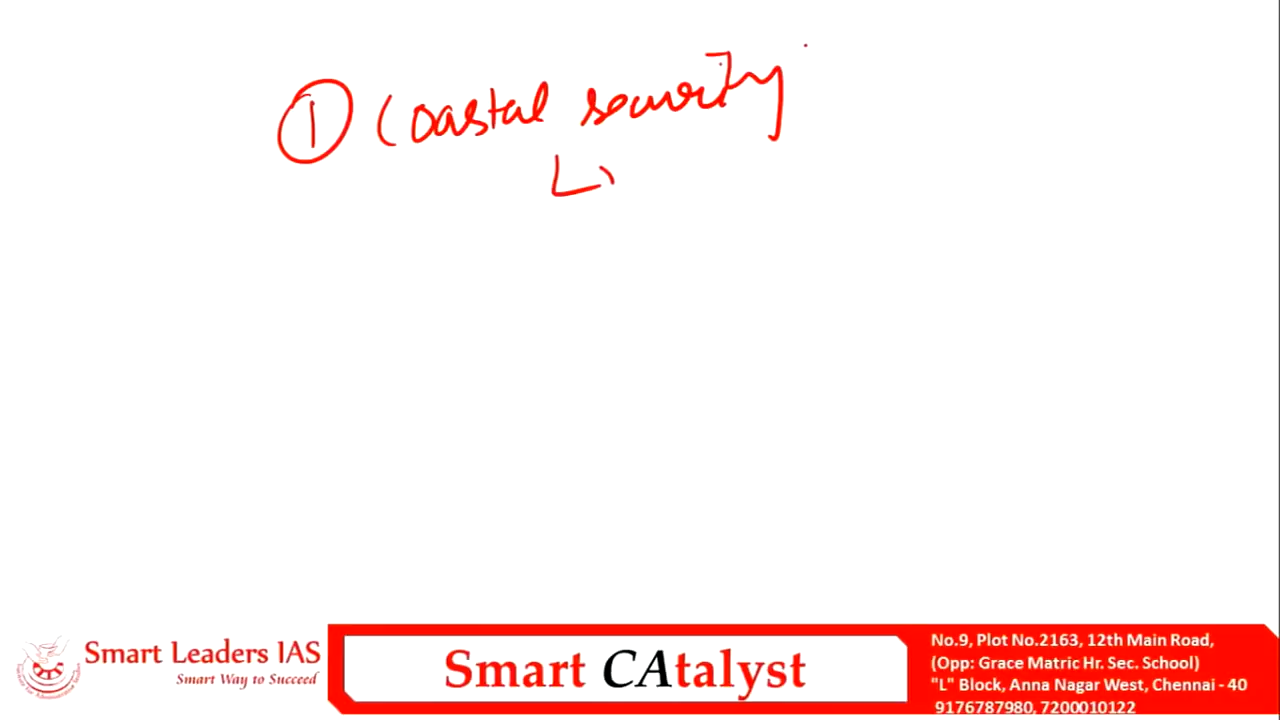 ① Coastal security
Smart Leaders IAS
Smart Way to Succeed
Smart CAtalyst
No.9, Plot No.2163, 12th Main Road,
(Opp: Grace Matric Hr. Sec. School)
"L" Block, Anna Nagar West, Chennai - 40
9176787980, 7200010122